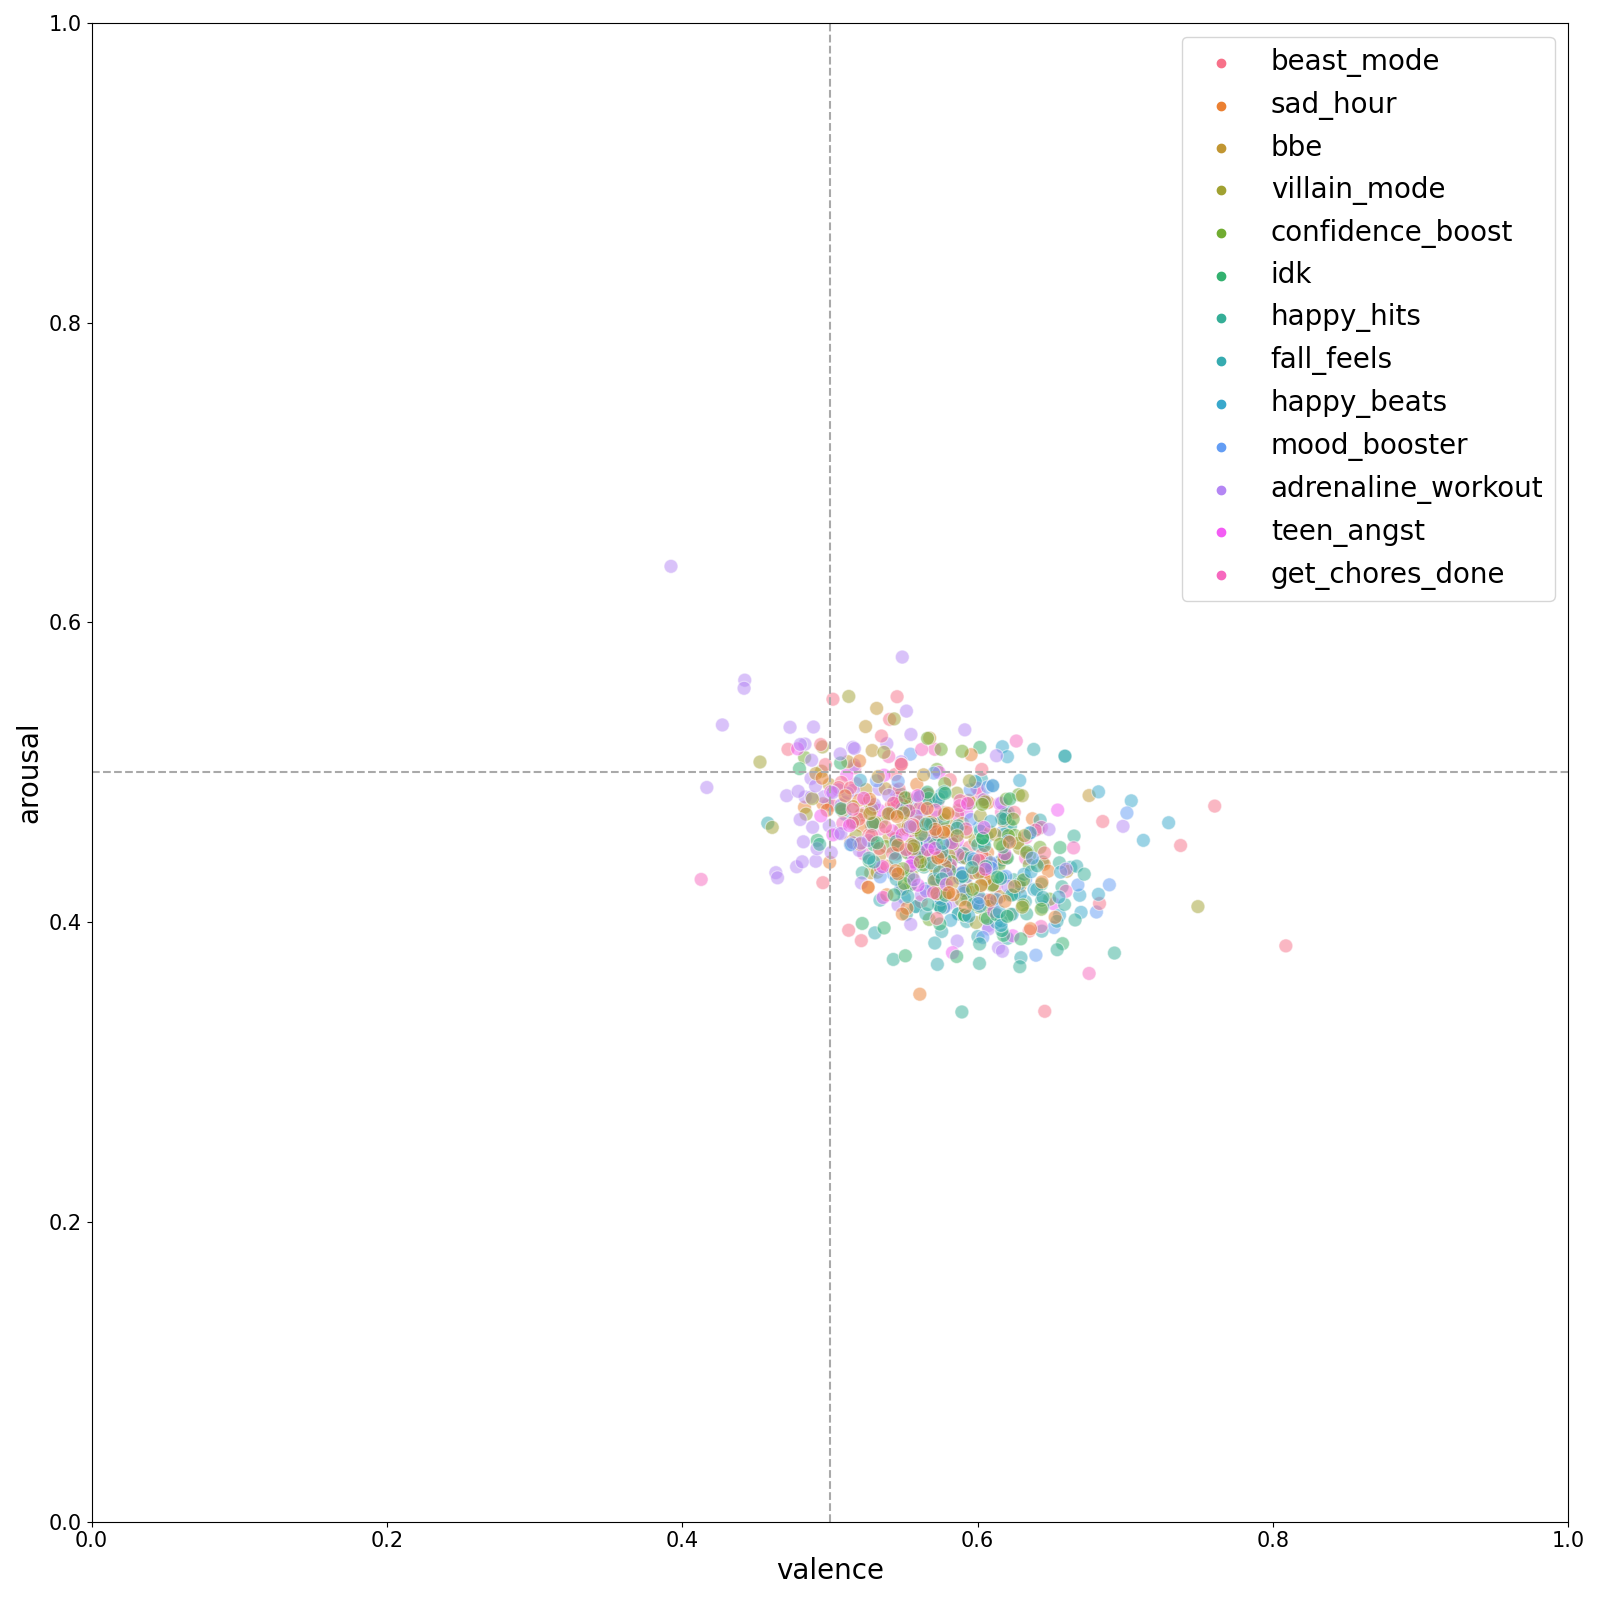 1.0
0.8
0.6
0.4
0.2
0.0
arousal
beast_mode
sad_hour
bbe
villain_mode
confidence_boost
idk
happy_hits
fall_feels
happy_beats
mood_booster
adrenaline_workout
teen_angst
get_chores_done
0.0 0.2 0.4 0.6 0.8 1.0
valence